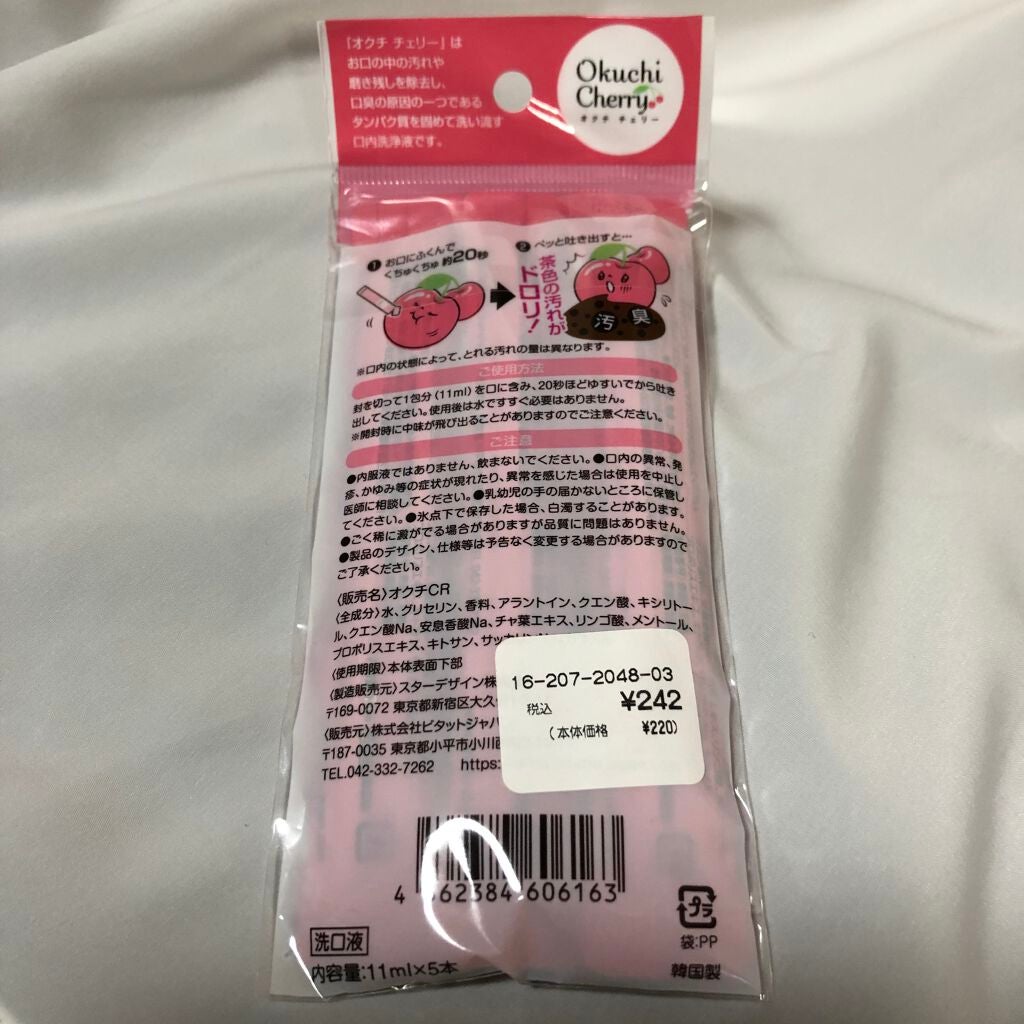 「オクチ チェリー」は
お口の中の汚れや
磨き残しを除去し、
口臭の原因の一つである
タンパク質を固めて洗い流す
口内洗浄液です。
Okuchi
Cherry
オクチ チェリー
❶ お口にふくんで
くちゅくちゅ 約20秒
❷ ペッと吐き出すと…
茶色の汚れが
ドロリ!
汚 臭
※口内の状態によって、とれる汚れの量は異なります。
ご使用方法
封を切って1包分(11ml)を口に含み、20秒ほどゆすいでから吐き
出してください。使用後は水ですすぐ必要はありません。
※開封時に中味が飛び出ることがありますのでご注意ください。
ご注意
●内服液ではありません、飲まないでください。●口内の異常、発
疹、かゆみ等の症状が現れたり、異常を感じた場合は使用を中止し
医師に相談してください。●乳幼児の手の届かないところに保管し
てください。●氷点下で保存した場合、白濁することがあります。
●ごく稀に澱がでる場合がありますが品質に問題はありません。
●製品のデザイン、仕様等は予告なく変更する場合がありますので
ご了承ください。
〈販売名〉オクチCR
〈全成分〉水、グリセリン、香料、アラントイン、クエン酸、キシリトー
ル、クエン酸Na、安息香酸Na、チャ葉エキス、リンゴ酸、メントール、
プロポリスエキス、キトサン、サッカリン
〈使用期限〉本体表面下部
〈製造販売元〉スターデザイン株
〒169-0072 東京都新宿区大久
〈販売元〉株式会社ビタットジャパ
〒187-0035 東京都小平市小川西
TEL.042-332-7262 https:
16-207-2048-03
税込 ¥242
(本体価格 ¥220)
4 562384 606163
洗口液
内容量:11ml×5本
プラ
袋:PP
韓国製